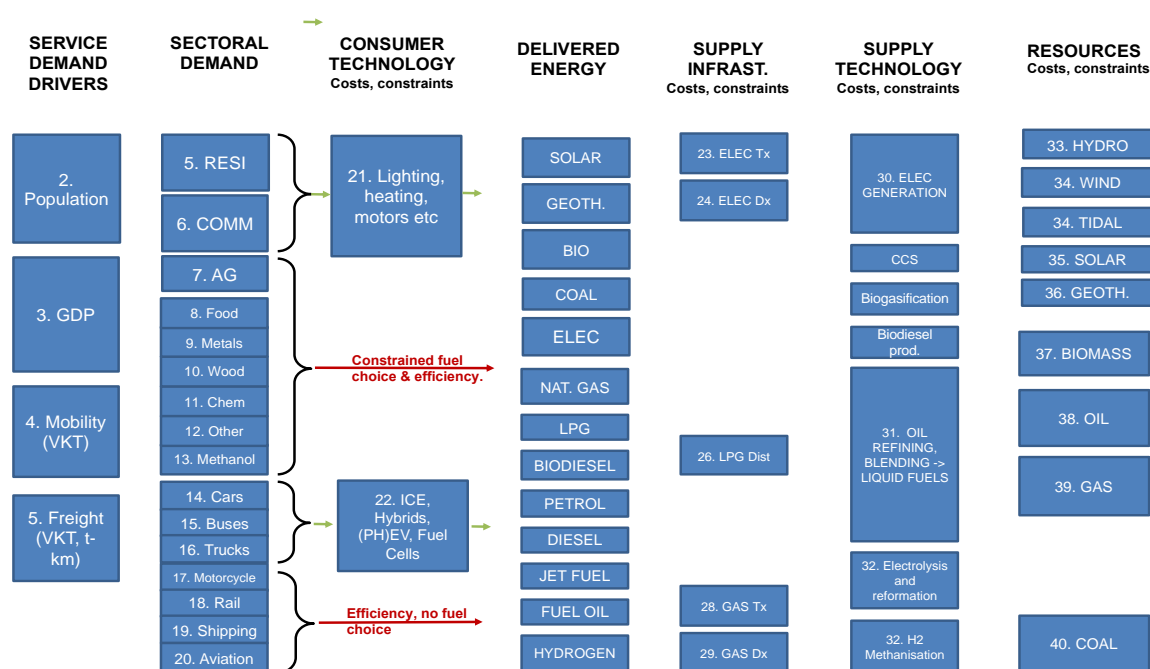 SERVICE
DEMAND
DRIVERS
SECTORAL
DEMAND
CONSUMER
TECHNOLOGY
Costs, constraints
DELIVERED
ENERGY
SUPPLY
INFRAST.
Costs, constraints
SUPPLY
TECHNOLOGY
Costs, constraints
RESOURCES
Costs, constraints
2.
Population
3. GDP
4. Mobility
(VKT)
5. Freight
(VKT, t-
km)
5. RESI
6. COMM
7. AG
8. Food
9. Metals
10. Wood
11. Chem
12. Other
13. Methanol
14. Cars
15. Buses
16. Trucks
17. Motorcycle
18. Rail
19. Shipping
20. Aviation
21. Lighting,
heating,
motors etc
Constrained fuel
choice & efficiency.
22. ICE,
Hybrids,
(PH)EV, Fuel
Cells
Efficiency, no fuel
choice
SOLAR
GEOTH.
BIO
COAL
ELEC
NAT. GAS
LPG
BIODIESEL
PETROL
DIESEL
JET FUEL
FUEL OIL
HYDROGEN
23. ELEC Tx
24. ELEC Dx
26. LPG Dist
28. GAS Tx
29. GAS Dx
30. ELEC
GENERATION
CCS
Biogasification
Biodiesel
prod.
31. OIL
REFINING,
BLENDING ->
LIQUID FUELS
32. Electrolysis
and
reformation
32. H2
Methanisation
33. HYDRO
34. WIND
34. TIDAL
35. SOLAR
36. GEOTH.
37. BIOMASS
38. OIL
39. GAS
40. COAL